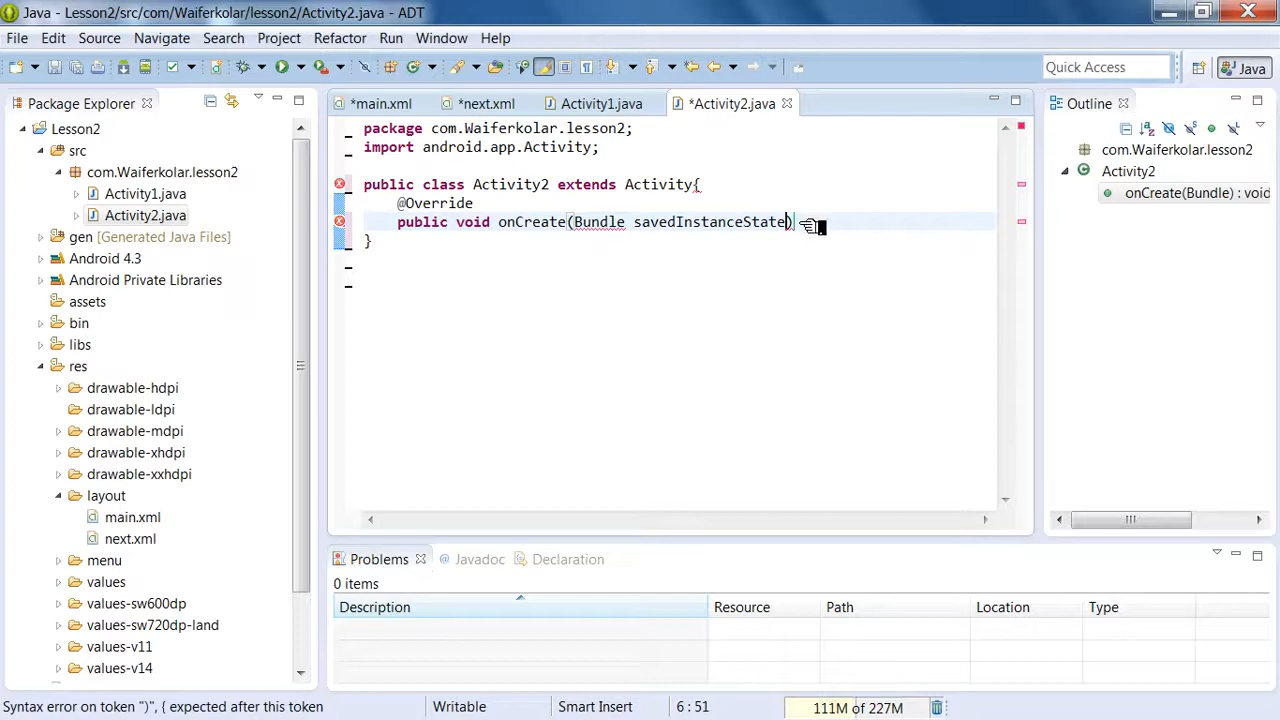 Java - Lesson2/src/com/Waiferkolar/lesson2/Activity2.java - ADT
File Edit Source Navigate Search Project Refactor Run Window Help
Quick Access
Java
Package Explorer
Lesson2
src
com.Waiferkolar.lesson2
Activity1.java
Activity2.java
gen [Generated Java Files]
Android 4.3
Android Private Libraries
assets
bin
libs
res
drawable-hdpi
drawable-ldpi
drawable-mdpi
drawable-xhdpi
drawable-xxhdpi
layout
main.xml
next.xml
menu
values
values-sw600dp
values-sw720dp-land
values-v11
values-v14
*main.xml *next.xml Activity1.java *Activity2.java
package com.Waiferkolar.lesson2;
import android.app.Activity;
public class Activity2 extends Activity{
@Override
public void onCreate(Bundle savedInstanceState)
}
Outline
com.Waiferkolar.lesson2
Activity2
onCreate(Bundle) : void
Problems @ Javadoc Declaration
0 items
Description Resource Path Location Type
Syntax error on token ")", { expected after this token Writable Smart Insert 6 : 51 111M of 227M